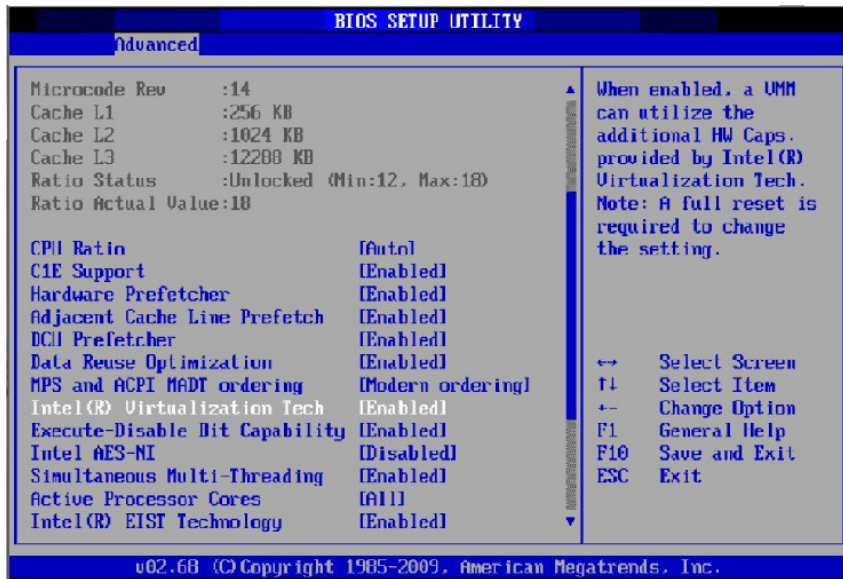 BIOS SETUP UTILITY
Advanced
Microcode Rev :14
Cache L1 :256 KB
Cache L2 :1024 KB
Cache L3 :12288 KB
Ratio Status :Unlocked (Min:12, Max:18)
Ratio Actual Value:18
CPU Ratio [Auto]
C1E Support [Enabled]
Hardware Prefetcher [Enabled]
Adjacent Cache Line Prefetch [Enabled]
DCU Prefetcher [Enabled]
Data Reuse Optimization [Enabled]
MPS and ACPI MADT ordering [Modern ordering]
Intel(R) Virtualization Tech [Enabled]
Execute-Disable Bit Capability [Enabled]
Intel AES-NI [Disabled]
Simultaneous Multi-Threading [Enabled]
Active Processor Cores [All]
Intel(R) EIST Technology [Enabled]
When enabled, a VMM
can utilize the
additional HW Caps.
provided by Intel(R)
Virtualization Tech.
Note: A full reset is
required to change
the setting.
↔ Select Screen
↑↓ Select Item
+- Change Option
F1 General Help
F10 Save and Exit
ESC Exit
v02.68 (C)Copyright 1985-2009, American Megatrends, Inc.